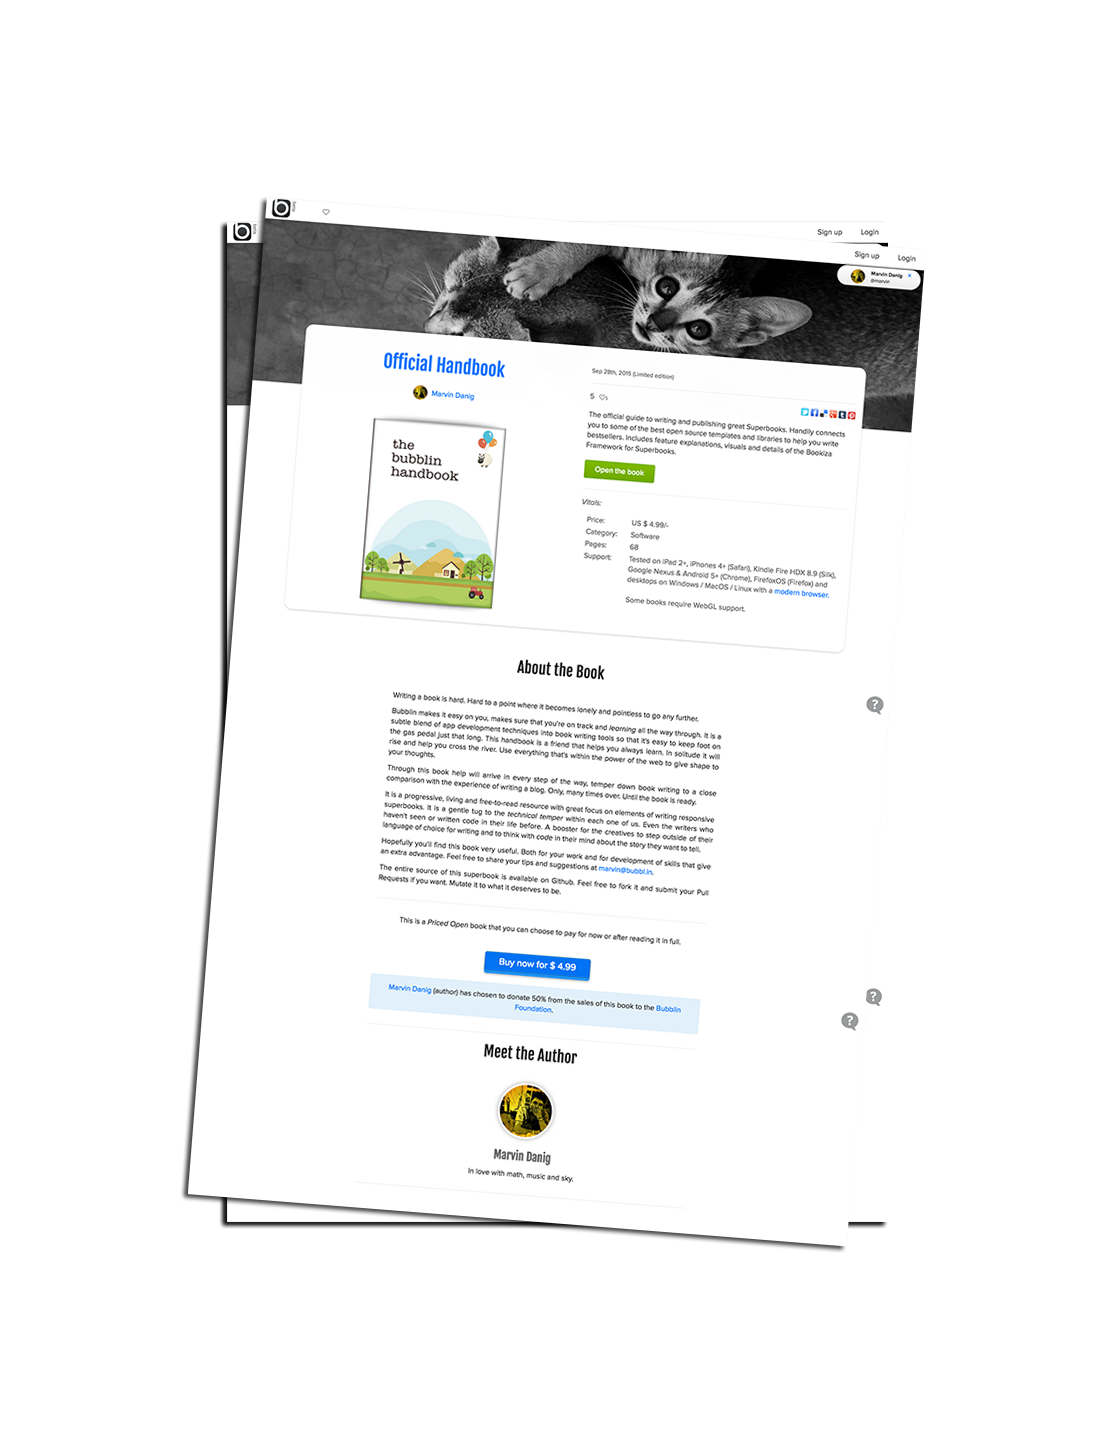 beta
beta
Sign up Login
Sign up Login
Marvin Danig
@marvin
Official Handbook
Marvin Danig
the
bubblin
handbook
Sep 28th, 2015 (Limited edition)
5
The official guide to writing and publishing great Superbooks. Handily connects
you to some of the best open source templates and libraries to help you write
bestsellers. Includes feature explanations, visuals and details of the Bookiza
Framework for Superbooks.
Open the book
Vitals:
Price: US $ 4.99/-
Category: Software
Pages: 68
Support: Tested on iPad 2+, iPhones 4+ (Safari), Kindle Fire HDX 8.9 (Silk),
Google Nexus & Android 5+ (Chrome), FirefoxOS (Firefox) and
desktops on Windows / MacOS / Linux with a modern browser.
Some books require WebGL support.
About the Book
Writing a book is hard. Hard to a point where it becomes lonely and pointless to go any further.
Bubblin makes it easy on you, makes sure that you're on track and learning all the way through. It is a
subtle blend of app development techniques into book writing tools so that it's easy to keep foot on
the gas pedal just that long. This handbook is a friend that helps you always learn. In solitude it will
rise and help you cross the river. Use everything that's within the power of the web to give shape to
your thoughts.
Through this book help will arrive in every step of the way, temper down book writing to a close
comparison with the experience of writing a blog. Only, many times over. Until the book is ready.
It is a progressive, living and free-to-read resource with great focus on elements of writing responsive
superbooks. It is a gentle tug to the technical temper within each one of us. Even the writers who
haven't seen or written code in their life before. A booster for the creatives to step outside of their
language of choice for writing and to think with code in their mind about the story they want to tell.
Hopefully you'll find this book very useful. Both for your work and for development of skills that give
an extra advantage. Feel free to share your tips and suggestions at marvin@bubbl.in.
The entire source of this superbook is available on Github. Feel free to fork it and submit your Pull
Requests if you want. Mutate it to what it deserves to be.
This is a Priced Open book that you can choose to pay for now or after reading it in full.
Buy now for $ 4.99
Marvin Danig (author) has chosen to donate 50% from the sales of this book to the Bubblin
Foundation.
Meet the Author
Marvin Danig
In love with math, music and sky.
?
?
?